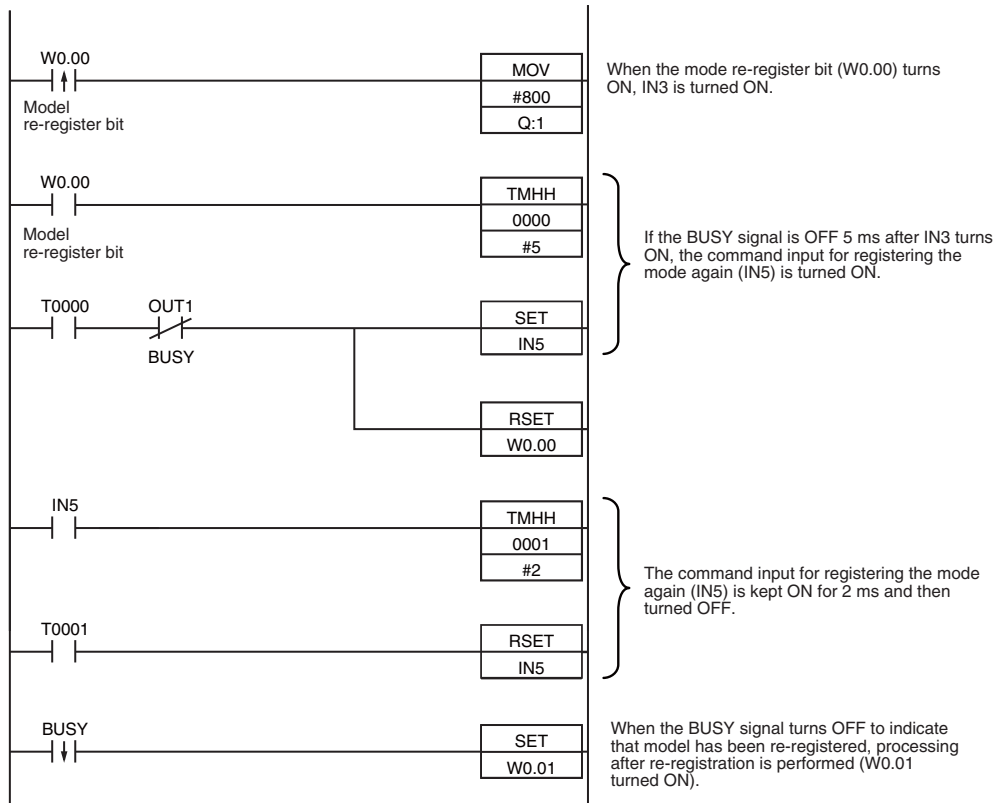 W0.00
Model
re-register bit
MOV
#800
Q:1
When the mode re-register bit (W0.00) turns
ON, IN3 is turned ON.
W0.00
Model
re-register bit
TMHH
0000
#5
If the BUSY signal is OFF 5 ms after IN3 turns
ON, the command input for registering the
mode again (IN5) is turned ON.
T0000
OUT1
BUSY
SET
IN5
RSET
W0.00
IN5
TMHH
0001
#2
The command input for registering the mode
again (IN5) is kept ON for 2 ms and then
turned OFF.
T0001
RSET
IN5
BUSY
SET
W0.01
When the BUSY signal turns OFF to indicate
that model has been re-registered, processing
after re-registration is performed (W0.01
turned ON).